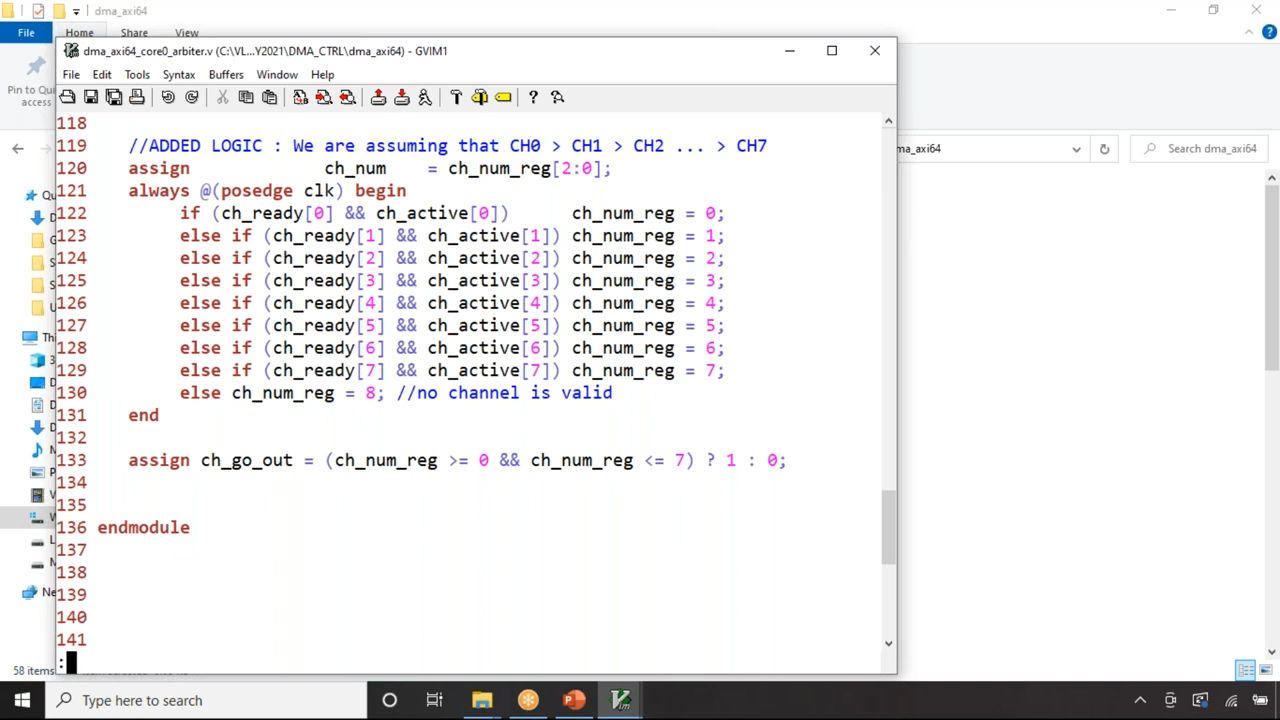 dma_axi64
File Home Share View
dma_axi64_core0_arbiter.v (C:\VL...Y2021\DMA_CTRL\dma_axi64) - GVIM1
File Edit Tools Syntax Buffers Window Help
Pin to Qu
access
ma_axi64
Search dma_axi64
118
119 //ADDED LOGIC : We are assuming that CH0 > CH1 > CH2 ... > CH7
120 assign ch_num = ch_num_reg[2:0];
121 always @(posedge clk) begin
122 if (ch_ready[0] && ch_active[0]) ch_num_reg = 0;
123 else if (ch_ready[1] && ch_active[1]) ch_num_reg = 1;
124 else if (ch_ready[2] && ch_active[2]) ch_num_reg = 2;
125 else if (ch_ready[3] && ch_active[3]) ch_num_reg = 3;
126 else if (ch_ready[4] && ch_active[4]) ch_num_reg = 4;
127 else if (ch_ready[5] && ch_active[5]) ch_num_reg = 5;
128 else if (ch_ready[6] && ch_active[6]) ch_num_reg = 6;
129 else if (ch_ready[7] && ch_active[7]) ch_num_reg = 7;
130 else ch_num_reg = 8; //no channel is valid
131 end
132
133 assign ch_go_out = (ch_num_reg >= 0 && ch_num_reg <= 7) ? 1 : 0;
134
135
136 endmodule
137
138
139
140
141
:
58 items
Type here to search